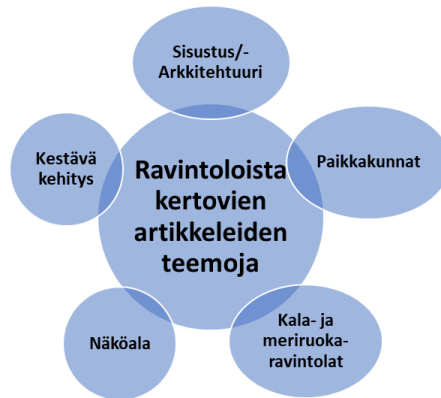 Sisustus/-
Arkkitehtuuri
Kestävä
kehitys
Ravintoloista
kertovien
artikkeleiden
teemoja
Paikkakunnat
Näköala
Kala- ja
meriruoka-
ravintolat